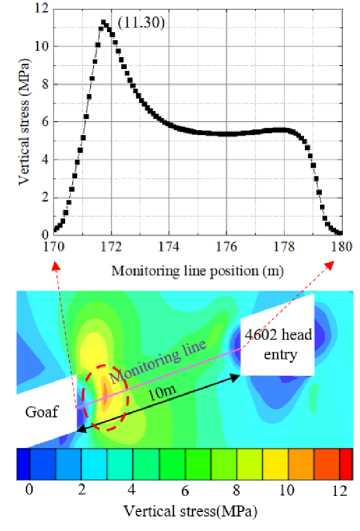 12
(11.30)
10
8
6
4
2
0
Vertical stress (MPa)
170 172 174 176 178 180
Monitoring line position (m)
4602 head
entry
Monitoring line
10m
Goaf
0 2 4 6 8 10 12
Vertical stress(MPa)